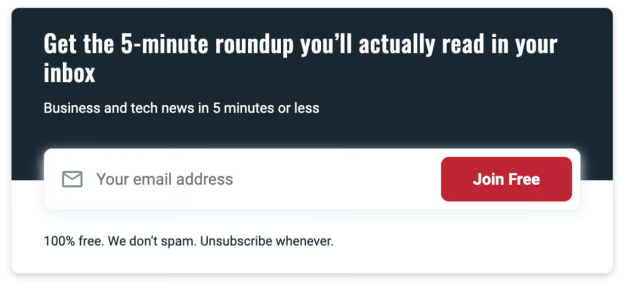 Get the 5-minute roundup you’ll actually read in your
inbox
Business and tech news in 5 minutes or less
Your email address
Join Free
100% free. We don’t spam. Unsubscribe whenever.